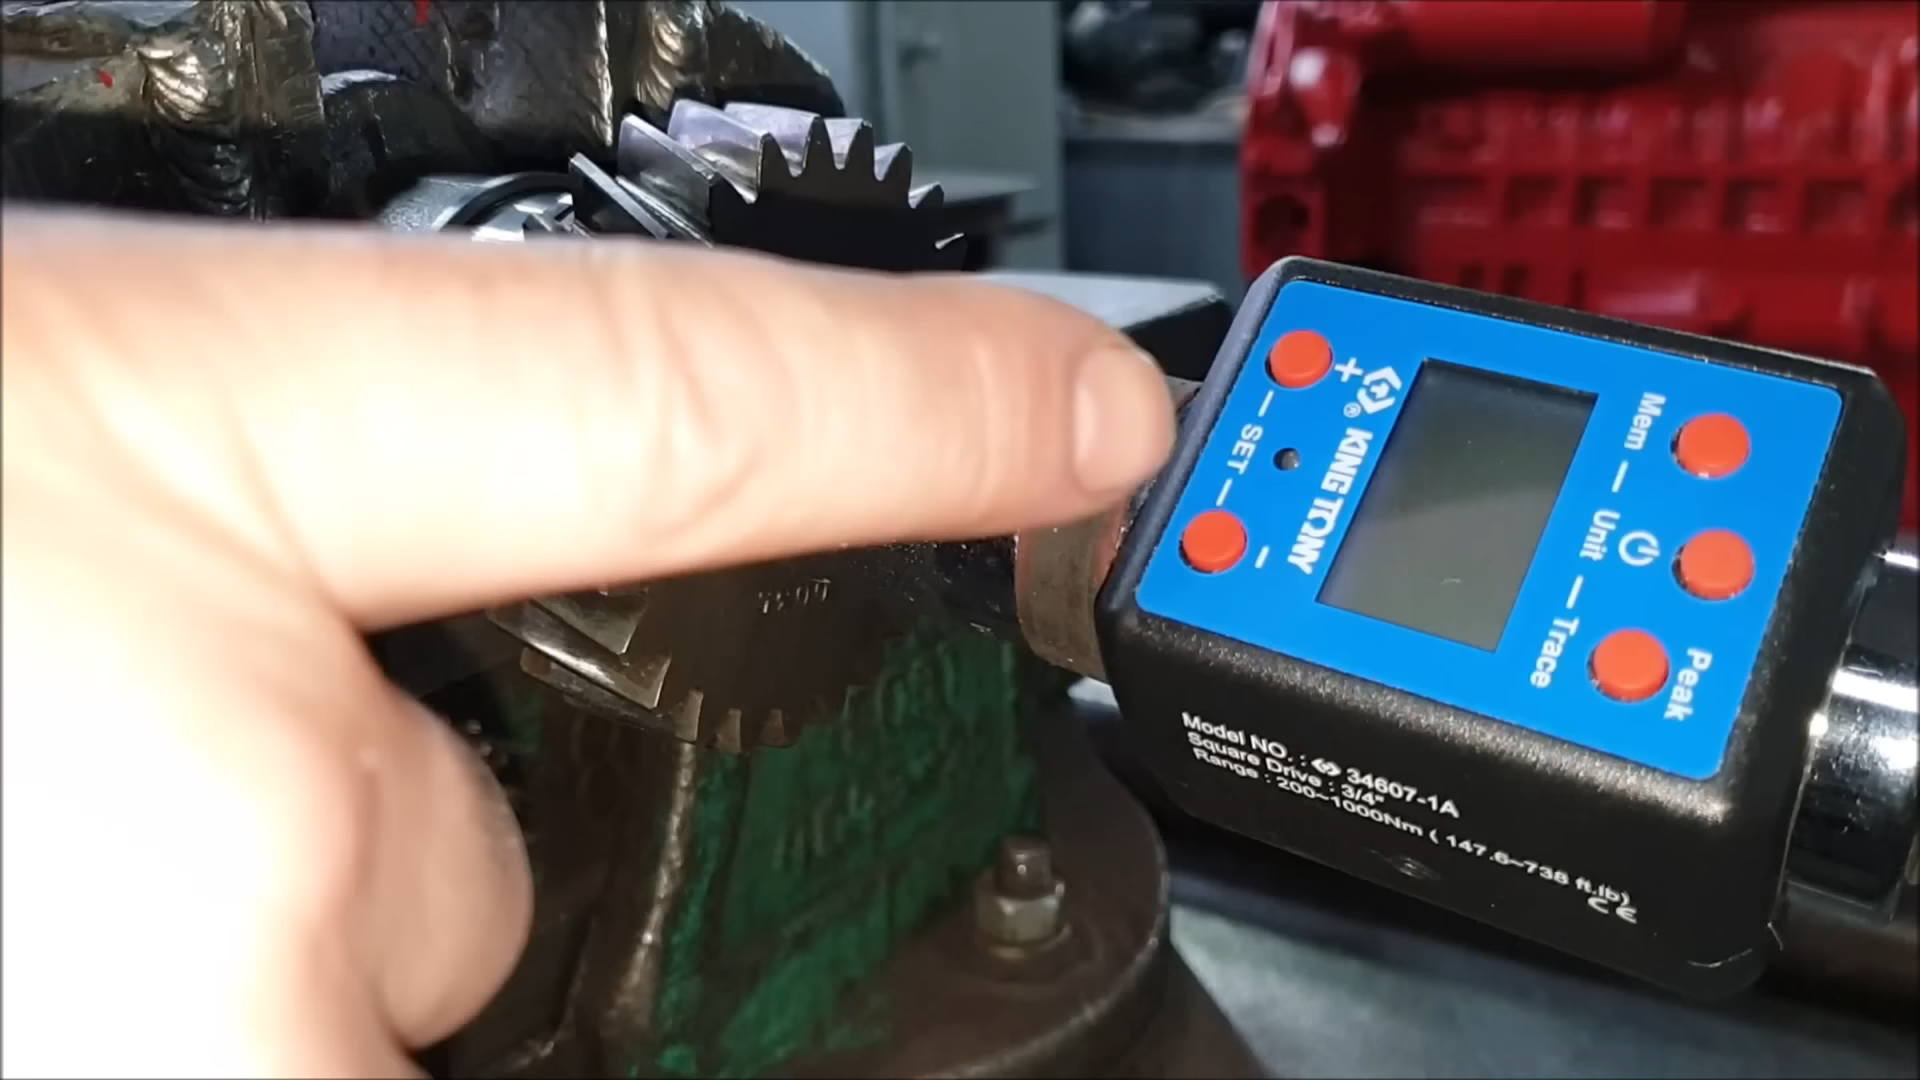 +
— SET —
-
® KING TONY
Mem — Unit — Trace
Peak
Model NO. : 34607-1A
Square Drive : 3/4"
Range : 200~1000Nm ( 147.6~738 ft.lb)
CE